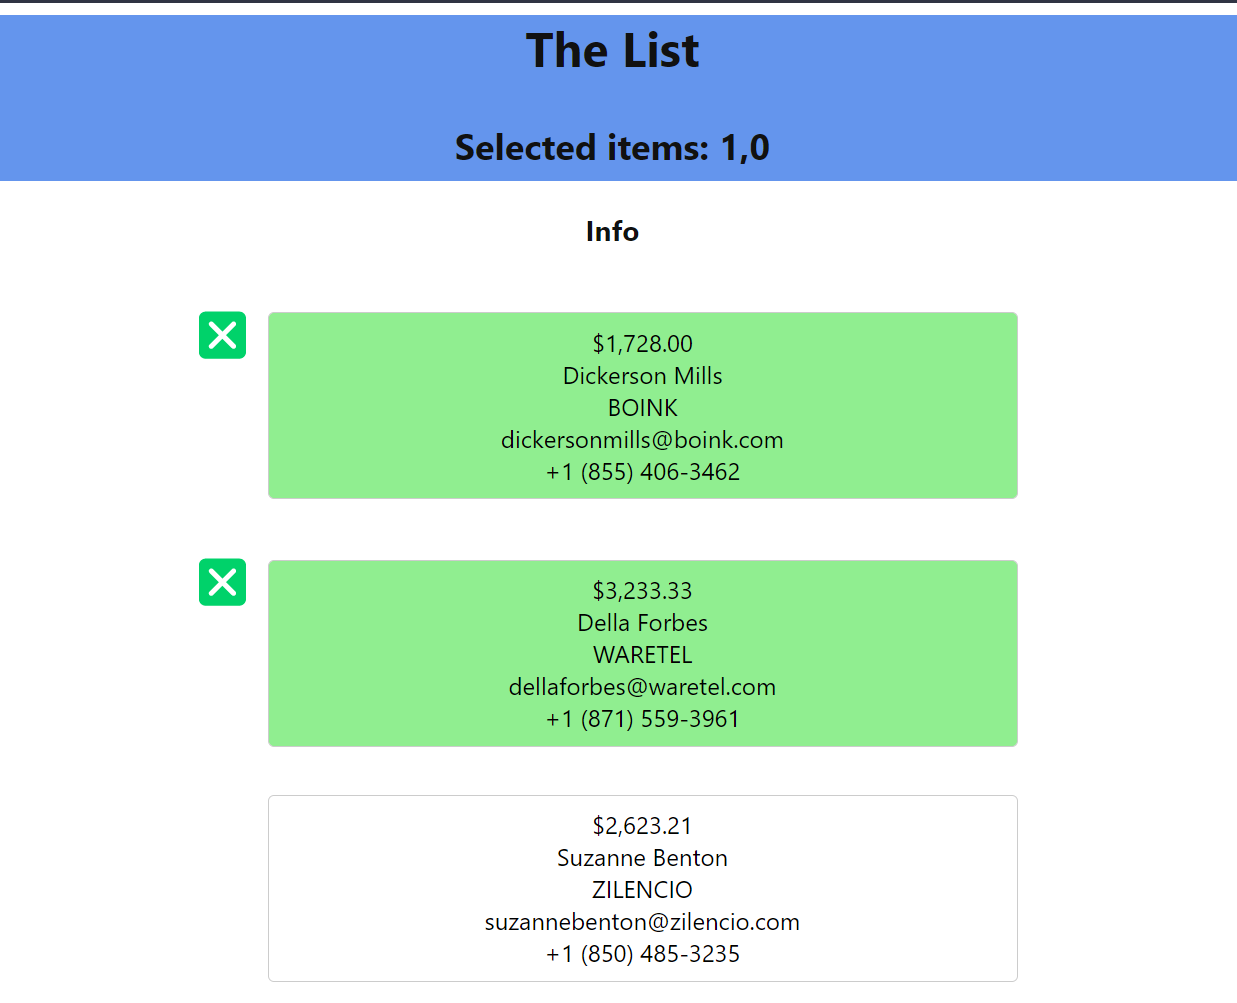 The List
Selected items: 1,0
Info
$1,728.00
Dickerson Mills
BOINK
dickersonmills@boink.com
+1 (855) 406-3462
$3,233.33
Della Forbes
WARETEL
dellaforbes@waretel.com
+1 (871) 559-3961
$2,623.21
Suzanne Benton
ZILENCIO
suzannebenton@zilencio.com
+1 (850) 485-3235